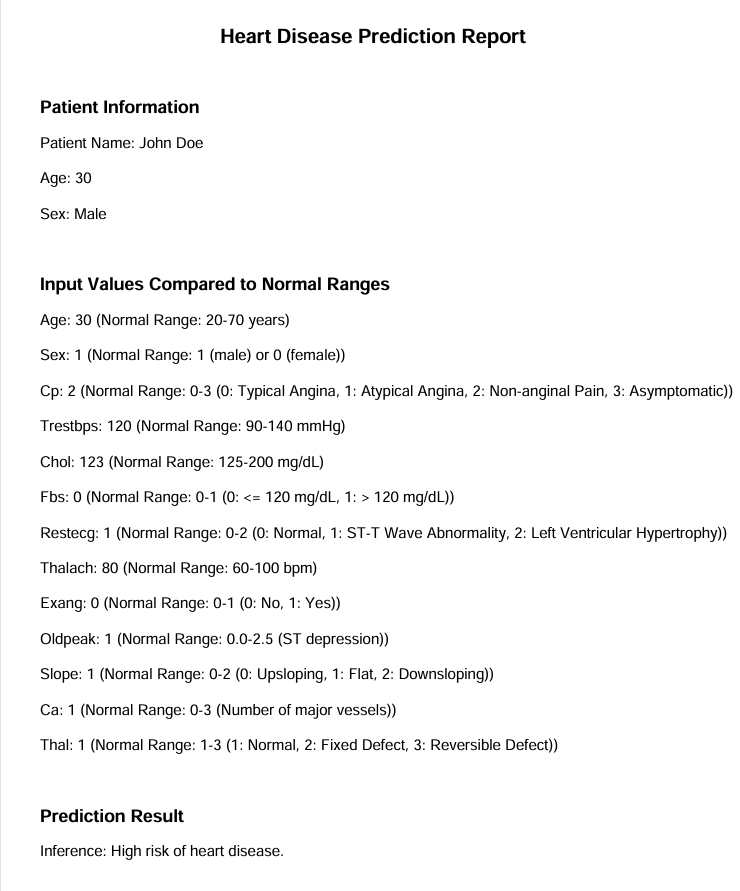 Heart Disease Prediction Report
Patient Information
Patient Name: John Doe
Age: 30
Sex: Male
Input Values Compared to Normal Ranges
Age: 30 (Normal Range: 20-70 years)
Sex: 1 (Normal Range: 1 (male) or 0 (female))
Cp: 2 (Normal Range: 0-3 (0: Typical Angina, 1: Atypical Angina, 2: Non-anginal Pain, 3: Asymptomatic))
Trestbps: 120 (Normal Range: 90-140 mmHg)
Chol: 123 (Normal Range: 125-200 mg/dL)
Fbs: 0 (Normal Range: 0-1 (0: <= 120 mg/dL, 1: > 120 mg/dL))
Restecg: 1 (Normal Range: 0-2 (0: Normal, 1: ST-T Wave Abnormality, 2: Left Ventricular Hypertrophy))
Thalach: 80 (Normal Range: 60-100 bpm)
Exang: 0 (Normal Range: 0-1 (0: No, 1: Yes))
Oldpeak: 1 (Normal Range: 0.0-2.5 (ST depression))
Slope: 1 (Normal Range: 0-2 (0: Upsloping, 1: Flat, 2: Downsloping))
Ca: 1 (Normal Range: 0-3 (Number of major vessels))
Thal: 1 (Normal Range: 1-3 (1: Normal, 2: Fixed Defect, 3: Reversible Defect))
Prediction Result
Inference: High risk of heart disease.